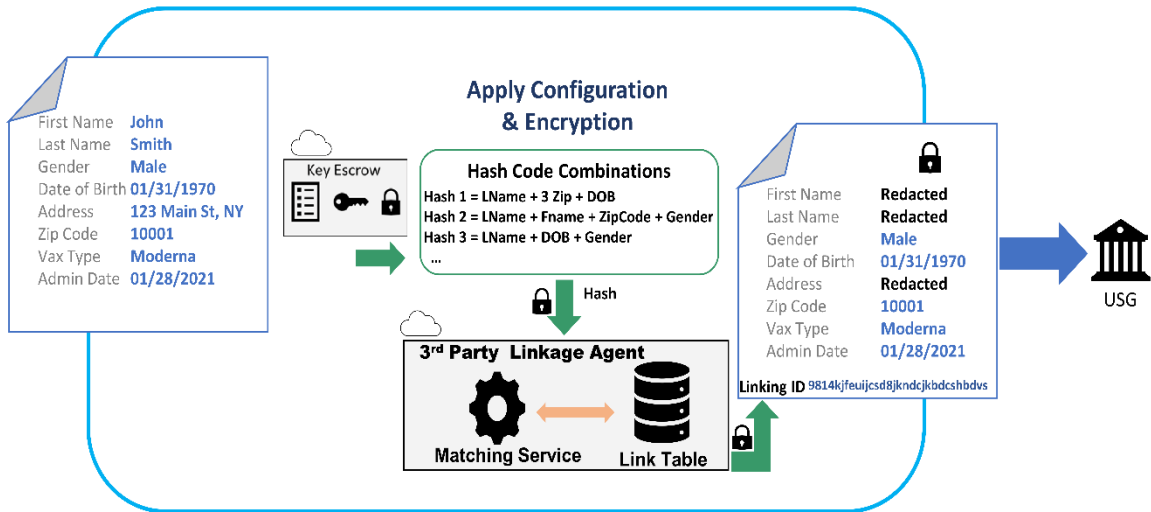 First Name John
Last Name Smith
Gender Male
Date of Birth 01/31/1970
Address 123 Main St, NY
Zip Code 10001
Vax Type Moderna
Admin Date 01/28/2021
Apply Configuration
& Encryption
Key Escrow
Hash Code Combinations
Hash 1 = LName + 3 Zip + DOB
Hash 2 = LName + Fname + ZipCode + Gender
Hash 3 = LName + DOB + Gender
...
Hash
3rd Party Linkage Agent
Matching Service
Link Table
First Name Redacted
Last Name Redacted
Gender Male
Date of Birth 01/31/1970
Address Redacted
Zip Code 10001
Vax Type Moderna
Admin Date 01/28/2021
Linking ID 9814kjfeuijcsd8jkndcjkbdcshbdvs
USG